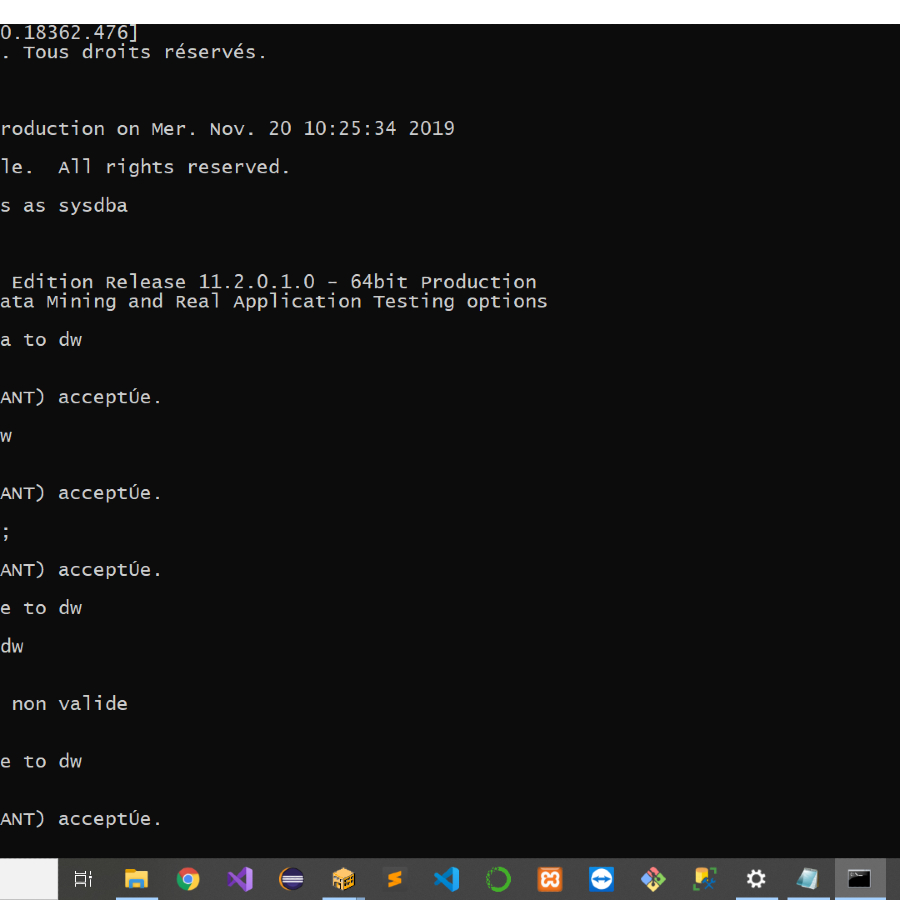 0.18362.476]
. Tous droits réservés.
roduction on Mer. Nov. 20 10:25:34 2019
le.  All rights reserved.
s as sysdba
Edition Release 11.2.0.1.0 - 64bit Production
ata Mining and Real Application Testing options
a to dw
ANT) acceptÚe.
w
ANT) acceptÚe.
;
ANT) acceptÚe.
e to dw
dw
non valide
e to dw
ANT) acceptÚe.